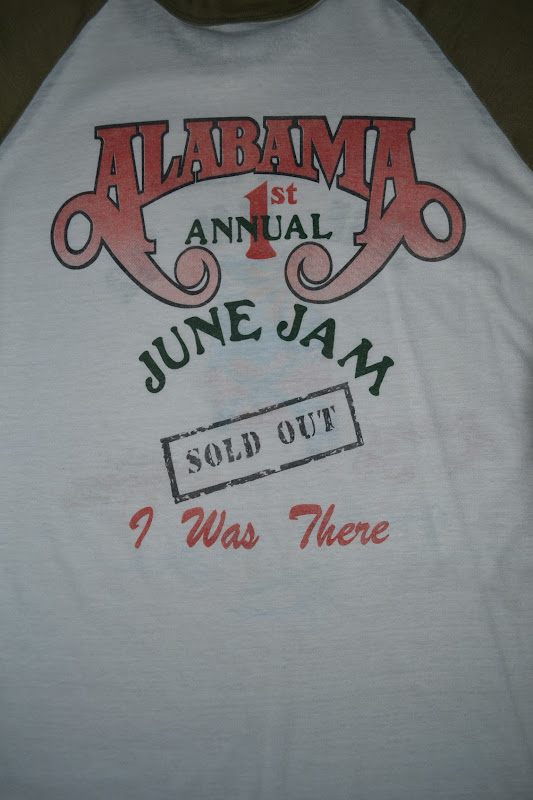 ALABAMA
1st
ANNUAL
JUNE JAM
SOLD OUT
I Was There